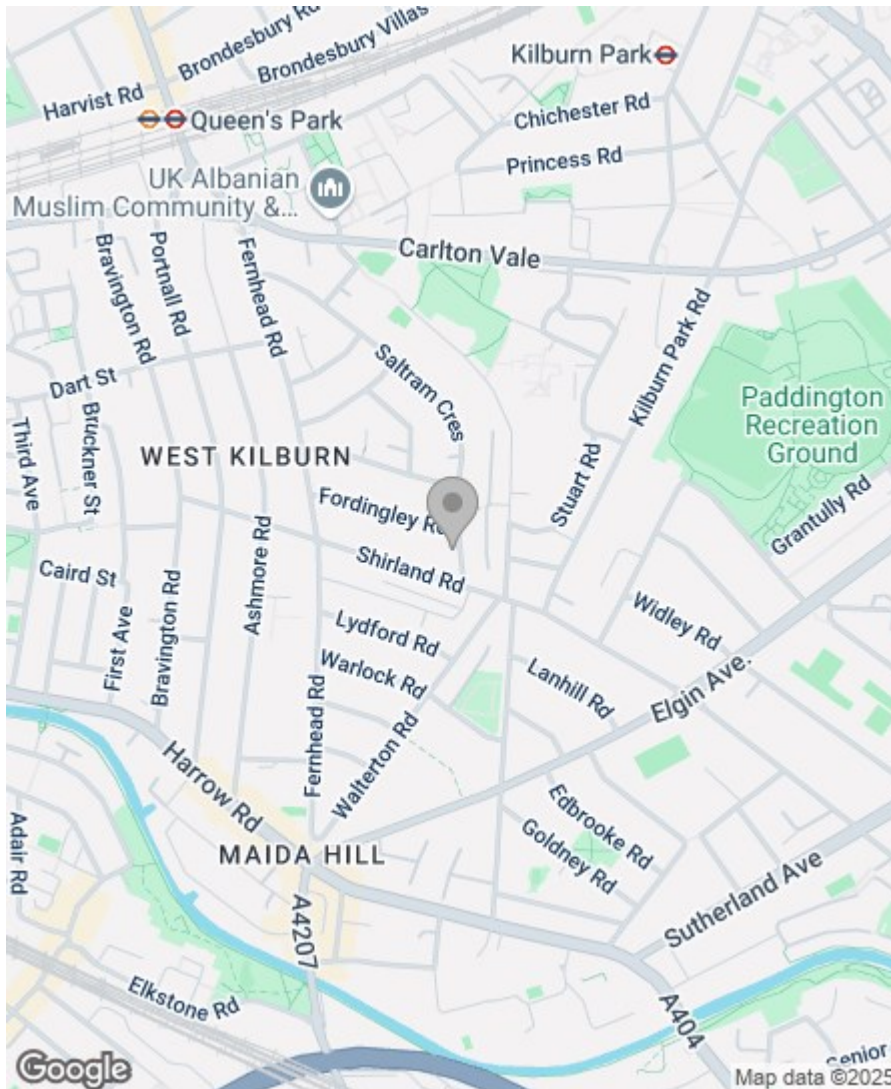 Brondesbury Rd
Brondesbury Villas
Kilburn Park
Harvist Rd
Queen's Park
Chichester Rd
Princess Rd
UK Albanian
Muslim Community &...
Carlton Vale
Bravington Rd
Portnall Rd
Fernhead Rd
Saltram Cres
Kilburn Park Rd
Dart St
Third Ave
Bruckner St
WEST KILBURN
Paddington
Recreation
Ground
Stuart Rd
Grantully Rd
Fordingley Rd
Shirland Rd
Ashmore Rd
Caird St
First Ave
Bravington Rd
Lydford Rd
Widley Rd
Warlock Rd
Lanhill Rd
Elgin Ave.
Fernhead Rd
Walterton Rd
Harrow Rd
Edbrooke Rd
Goldney Rd
Adair Rd
MAIDA HILL
Sutherland Ave
A4207
Elkstone Rd
A404
Senior
Google
Map data ©2025